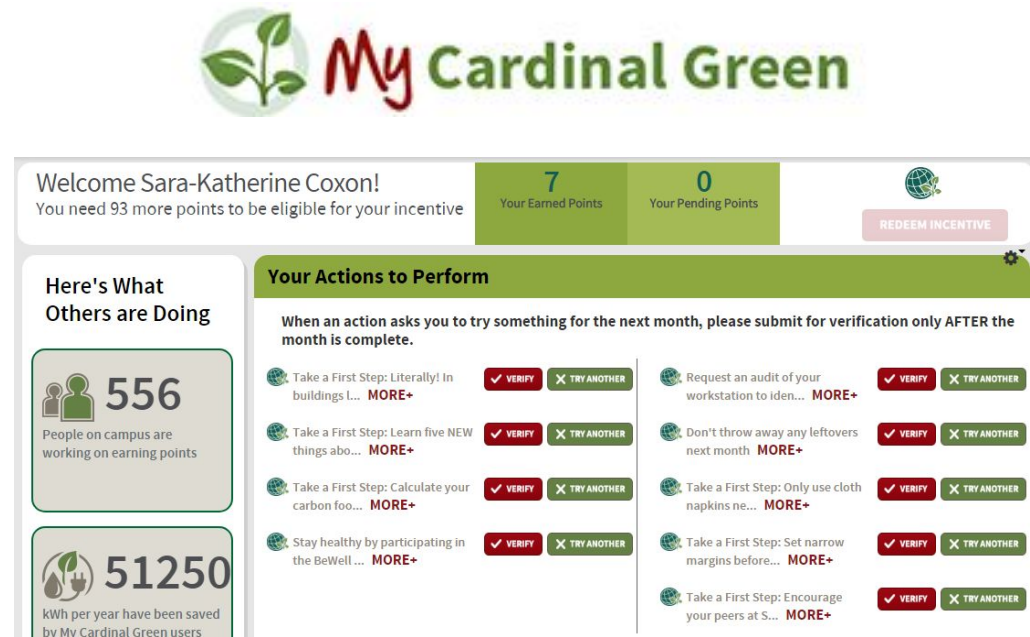 My Cardinal Green
Welcome Sara-Katherine Coxon!
You need 93 more points to be eligible for your incentive
7
Your Earned Points
0
Your Pending Points
REDEEM INCENTIVE
Here's What
Others are Doing
556
People on campus are
working on earning points
51250
kWh per year have been saved
by My Cardinal Green users
Your Actions to Perform
When an action asks you to try something for the next month, please submit for verification only AFTER the
month is complete.
Take a First Step: Literally! In
buildings l... MORE+
VERIFY
TRY ANOTHER
Take a First Step: Learn five NEW
things abo... MORE+
VERIFY
TRY ANOTHER
Take a First Step: Calculate your
carbon foo... MORE+
VERIFY
TRY ANOTHER
Stay healthy by participating in
the BeWell ... MORE+
VERIFY
TRY ANOTHER
Request an audit of your
workstation to iden... MORE+
VERIFY
TRY ANOTHER
Don't throw away any leftovers
next month MORE+
VERIFY
TRY ANOTHER
Take a First Step: Only use cloth
napkins ne... MORE+
VERIFY
TRY ANOTHER
Take a First Step: Set narrow
margins before... MORE+
VERIFY
TRY ANOTHER
Take a First Step: Encourage
your peers at S... MORE+
VERIFY
TRY ANOTHER